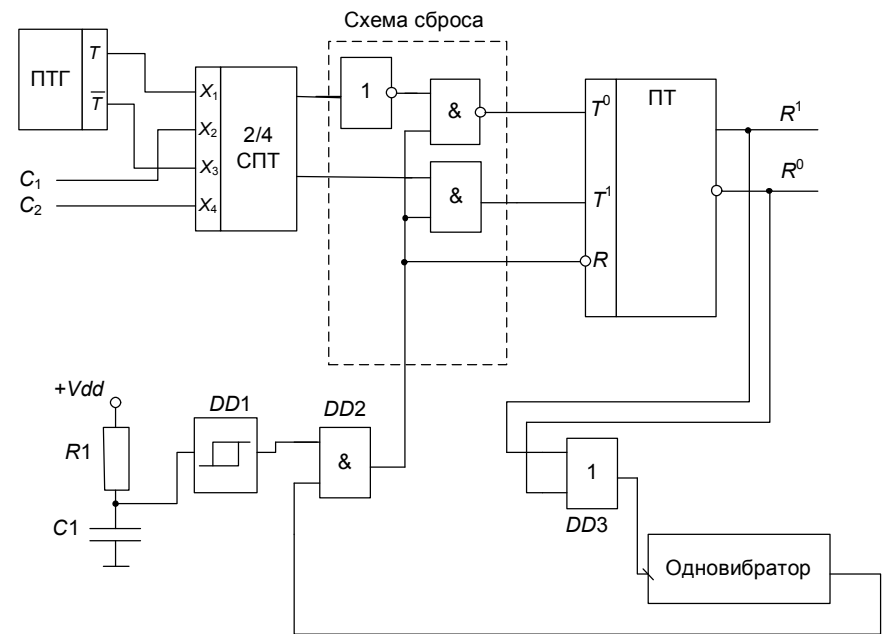 Схема сброса
ПТГ
T
T̅
X₁
X₂
X₃
X₄
2/4
СПТ
C₁
C₂
1
&
&
T⁰
T¹
R
ПТ
R¹
R⁰
+Vdd
R1
C1
DD1
DD2
&
1
DD3
Одновибратор